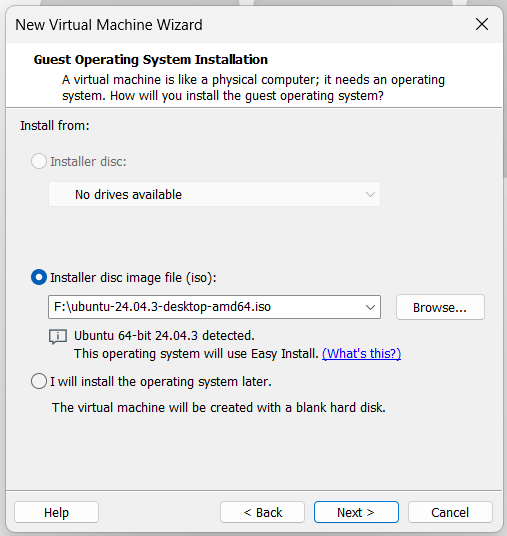 New Virtual Machine Wizard
Guest Operating System Installation
A virtual machine is like a physical computer; it needs an operating
system. How will you install the guest operating system?
Install from:
Installer disc:
No drives available
Installer disc image file (iso):
F:\ubuntu-24.04.3-desktop-amd64.iso
Browse...
Ubuntu 64-bit 24.04.3 detected.
This operating system will use Easy Install. (What's this?)
I will install the operating system later.
The virtual machine will be created with a blank hard disk.
Help
< Back
Next >
Cancel